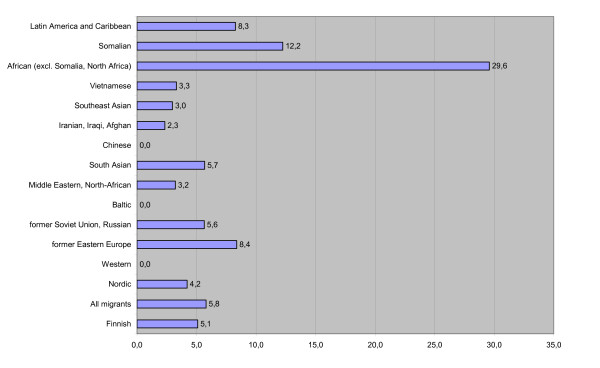 Latin America and Caribbean 8,3
Somalian 12,2
African (excl. Somalia, North Africa) 29,6
Vietnamese 3,3
Southeast Asian 3,0
Iranian, Iraqi, Afghan 2,3
Chinese 0,0
South Asian 5,7
Middle Eastern, North-African 3,2
Baltic 0,0
former Soviet Union, Russian 5,6
former Eastern Europe 8,4
Western 0,0
Nordic 4,2
All migrants 5,8
Finnish 5,1
0,0 5,0 10,0 15,0 20,0 25,0 30,0 35,0